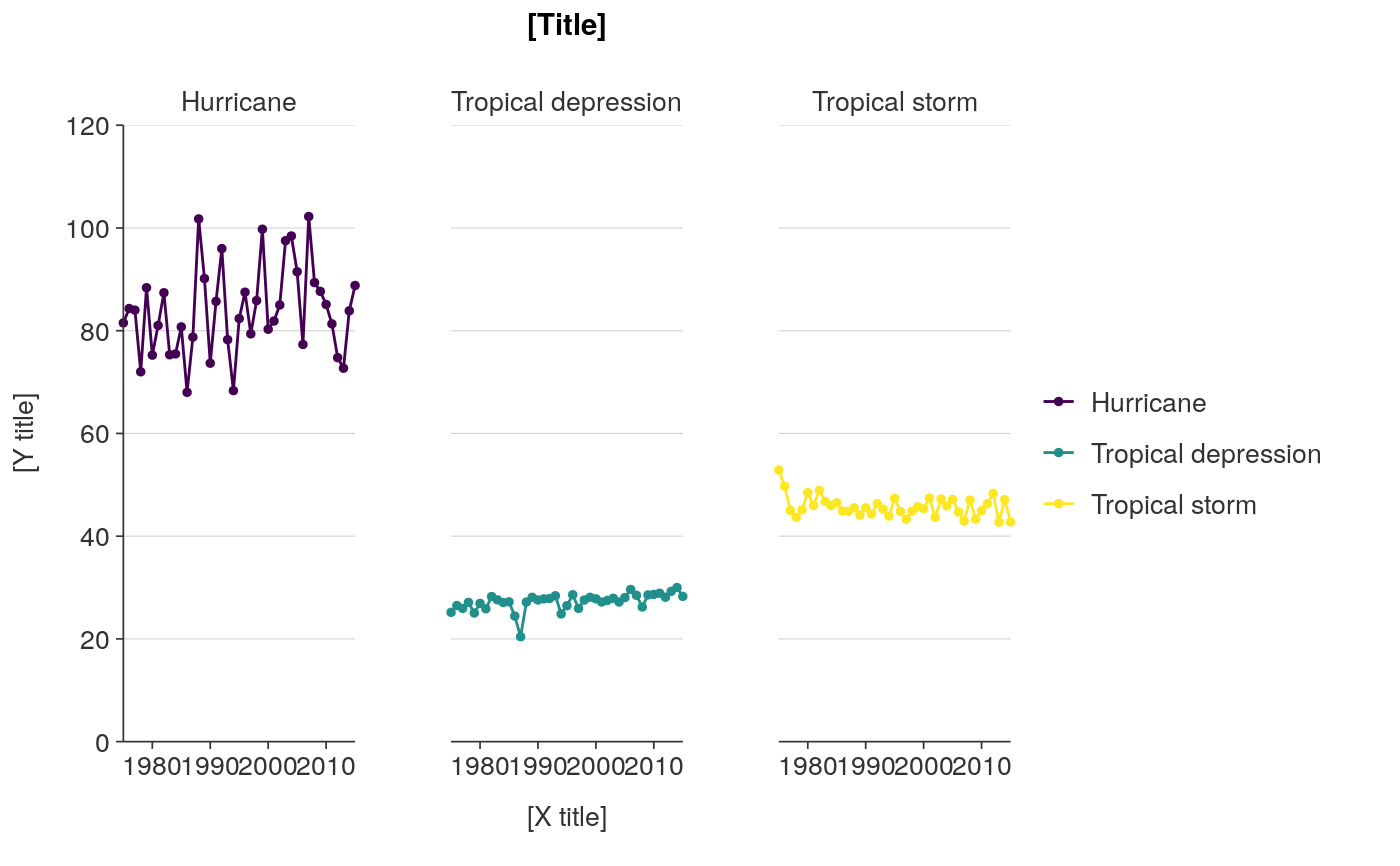 [Title]
Hurricane Tropical depression Tropical storm
120
100
80
60
40
20
0
[Y title]
1980 1990 2000 2010 1980 1990 2000 2010 1980 1990 2000 2010
[X title]
Hurricane
Tropical depression
Tropical storm